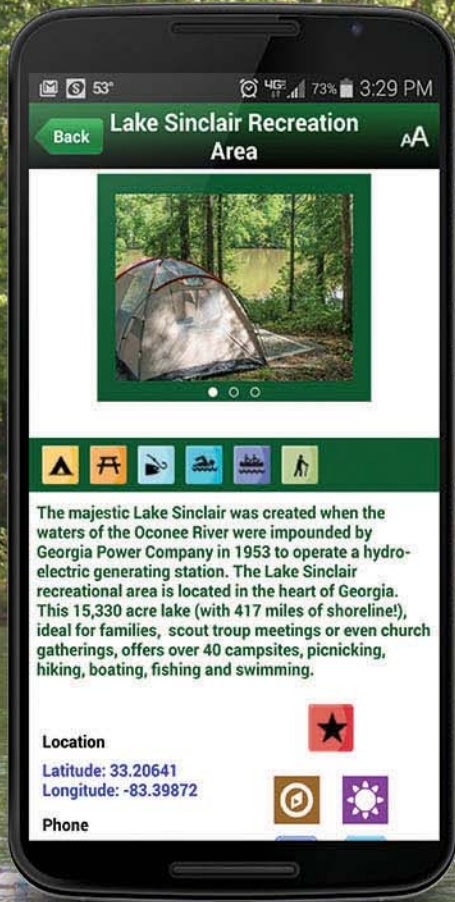 53° 4G 73% 3:29 PM
Back
Lake Sinclair Recreation
Area
AA
The majestic Lake Sinclair was created when the
waters of the Oconee River were impounded by
Georgia Power Company in 1953 to operate a hydro-
electric generating station. The Lake Sinclair
recreational area is located in the heart of Georgia.
This 15,330 acre lake (with 417 miles of shoreline!),
ideal for families, scout troup meetings or even church
gatherings, offers over 40 campsites, picnicking,
hiking, boating, fishing and swimming.
Location
Latitude: 33.20641
Longitude: -83.39872
Phone